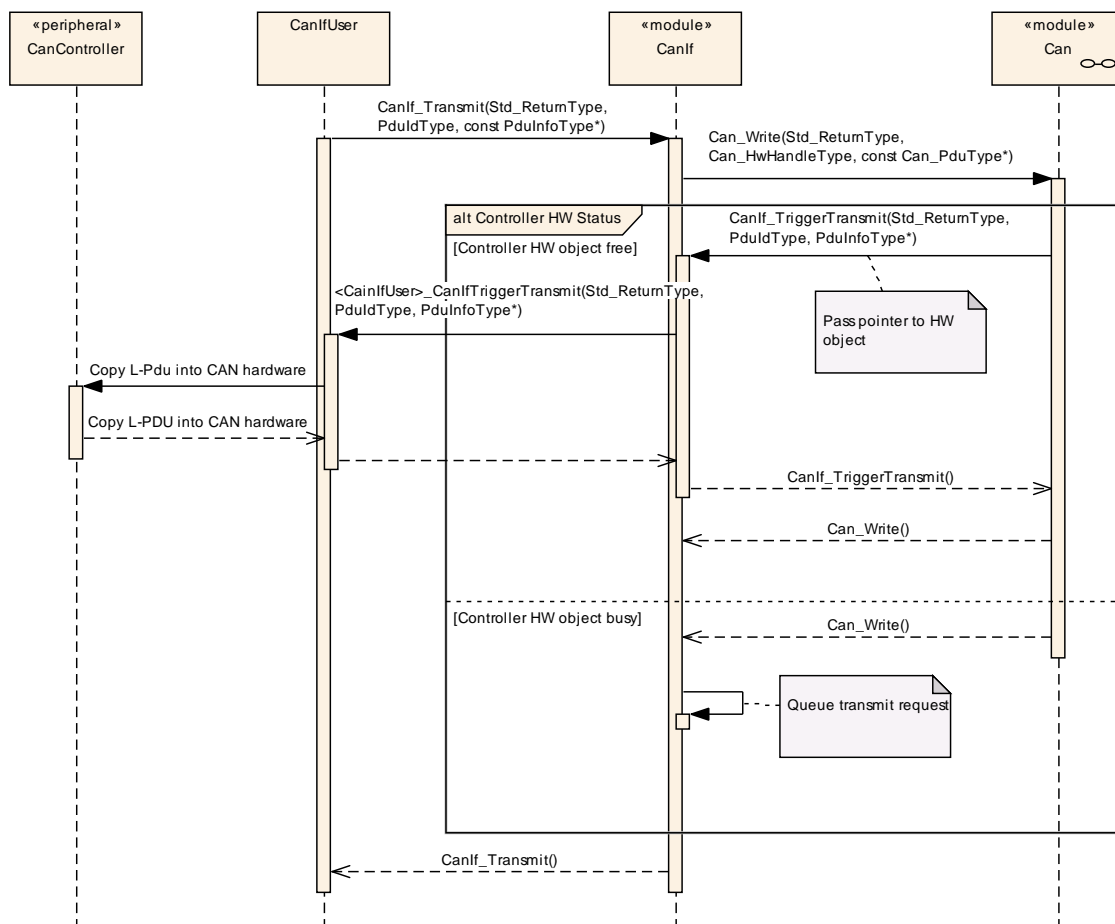 «peripheral»
CanController
CanIfUser
«module»
CanIf
«module»
Can
CanIf_Transmit(Std_ReturnType,
PduIdType, const PduInfoType*)
Can_Write(Std_ReturnType,
Can_HwHandleType, const Can_PduType*)
alt Controller HW Status
[Controller HW object free]
CanIf_TriggerTransmit(Std_ReturnType,
PduIdType, PduInfoType*)
<CainIfUser>_CanIfTriggerTransmit(Std_ReturnType,
PduIdType, PduInfoType*)
Pass pointer to HW
object
Copy L-Pdu into CAN hardware
Copy L-PDU into CAN hardware
CanIf_TriggerTransmit()
Can_Write()
[Controller HW object busy]
Can_Write()
Queue transmit request
CanIf_Transmit()